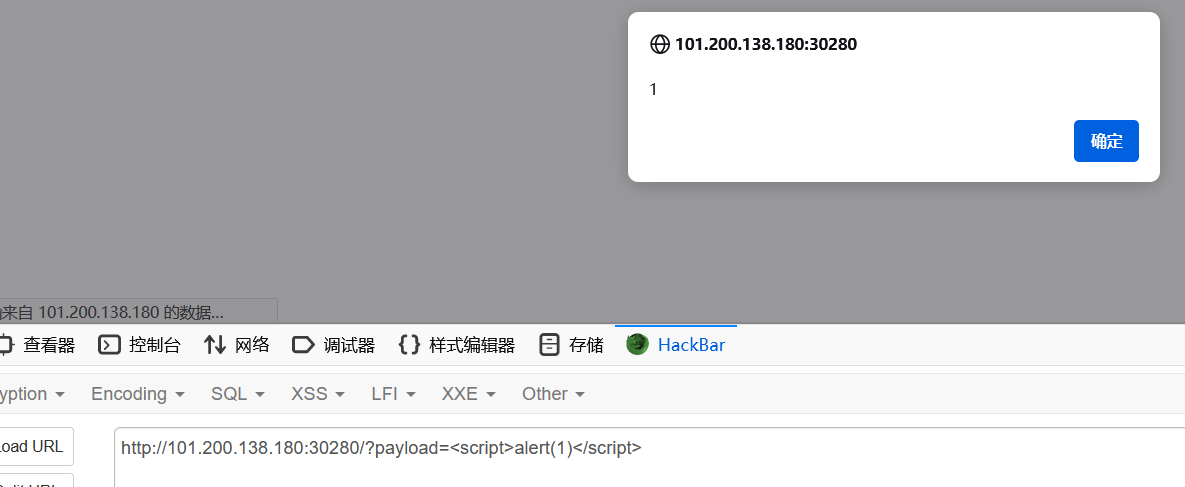 101.200.138.180:30280
1
确定
来自 101.200.138.180 的数据...
查看器 控制台 网络 调试器 样式编辑器 存储 HackBar
yption Encoding SQL XSS LFI XXE Other
oad URL
http://101.200.138.180:30280/?payload=<script>alert(1)</script>